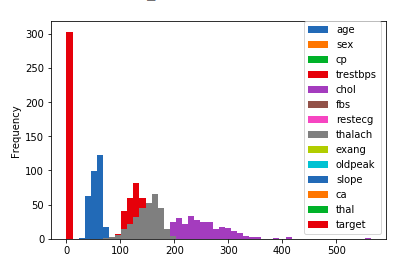 Frequency
300
250
200
150
100
50
0
0 100 200 300 400 500
age
sex
cp
trestbps
chol
fbs
restecg
thalach
exang
oldpeak
slope
ca
thal
target